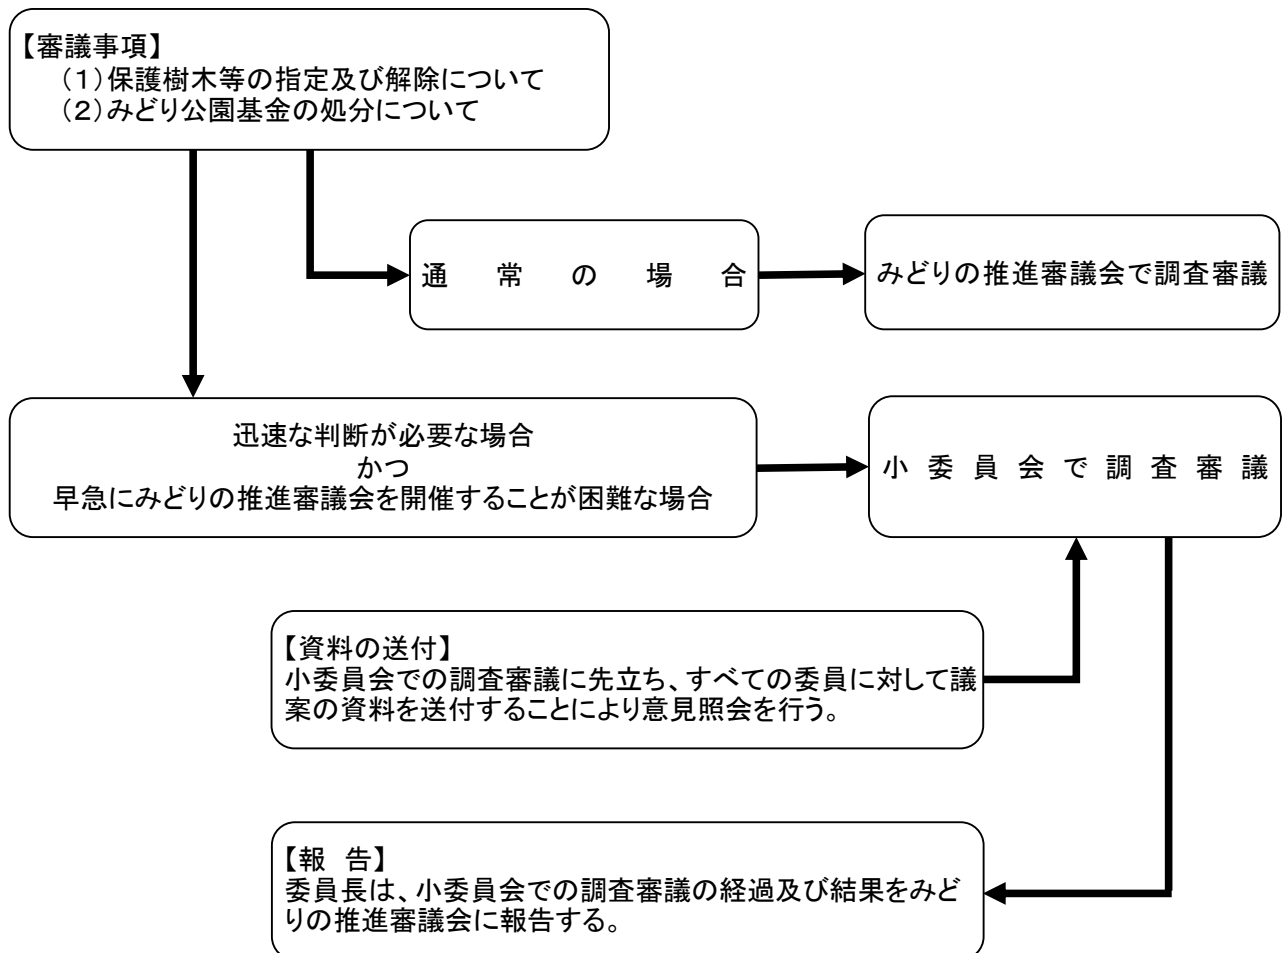 【審議事項】
（1）保護樹木等の指定及び解除について
（2）みどり公園基金の処分について
通常の場合
みどりの推進審議会で調査審議
迅速な判断が必要な場合
かつ
早急にみどりの推進審議会を開催することが困難な場合
小委員会で調査審議
【資料の送付】
小委員会での調査審議に先立ち、すべての委員に対して議
案の資料を送付することにより意見照会を行う。
【報　告】
委員長は、小委員会での調査審議の経過及び結果をみど
りの推進審議会に報告する。